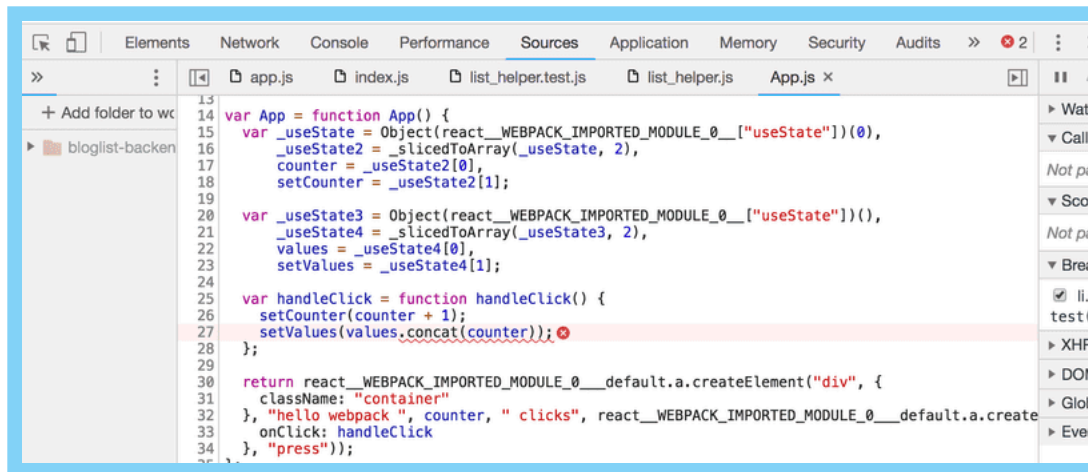 Elements Network Console Performance Sources Application Memory Security Audits » 2
» app.js index.js list_helper.test.js list_helper.js App.js ×
+ Add folder to wc
bloglist-backen
13
14 var App = function App() {
15 var _useState = Object(react__WEBPACK_IMPORTED_MODULE_0__["useState"])(0),
16 _useState2 = _slicedToArray(_useState, 2),
17 counter = _useState2[0],
18 setCounter = _useState2[1];
19
20 var _useState3 = Object(react__WEBPACK_IMPORTED_MODULE_0__["useState"])(),
21 _useState4 = _slicedToArray(_useState3, 2),
22 values = _useState4[0],
23 setValues = _useState4[1];
24
25 var handleClick = function handleClick() {
26 setCounter(counter + 1);
27 setValues(values.concat(counter));
28 };
29
30 return react__WEBPACK_IMPORTED_MODULE_0___default.a.createElement("div", {
31 className: "container"
32 }, "hello webpack ", counter, " clicks", react__WEBPACK_IMPORTED_MODULE_0___default.a.create
33 onClick: handleClick
34 }, "press"));
Wat
Call
Not pa
Sco
Not pa
Brea
li.
test(
XHF
DOM
Glol
Eve